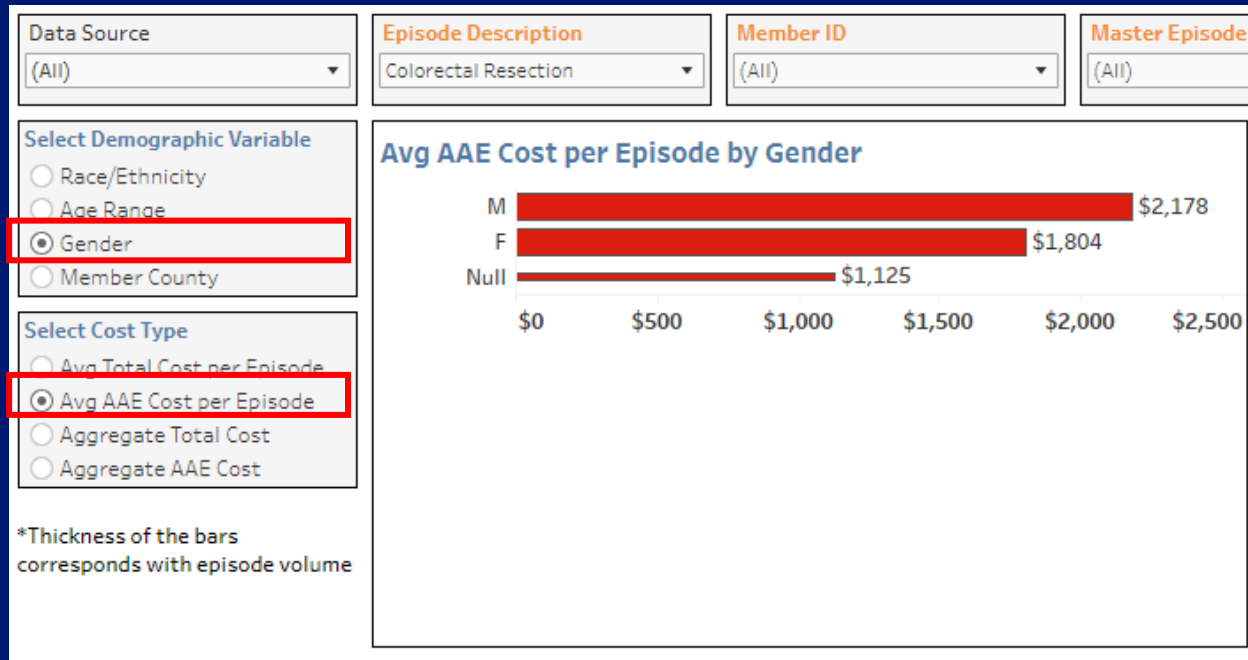 Data Source
(All)
Episode Description
Colorectal Resection
Member ID
(All)
Master Episode
(All)
Select Demographic Variable
Race/Ethnicity
Age Range
Gender
Member County
Select Cost Type
Avg Total Cost per Episode
Avg AAE Cost per Episode
Aggregate Total Cost
Aggregate AAE Cost
*Thickness of the bars
corresponds with episode volume
Avg AAE Cost per Episode by Gender
M $2,178
F $1,804
Null $1,125
$0 $500 $1,000 $1,500 $2,000 $2,500